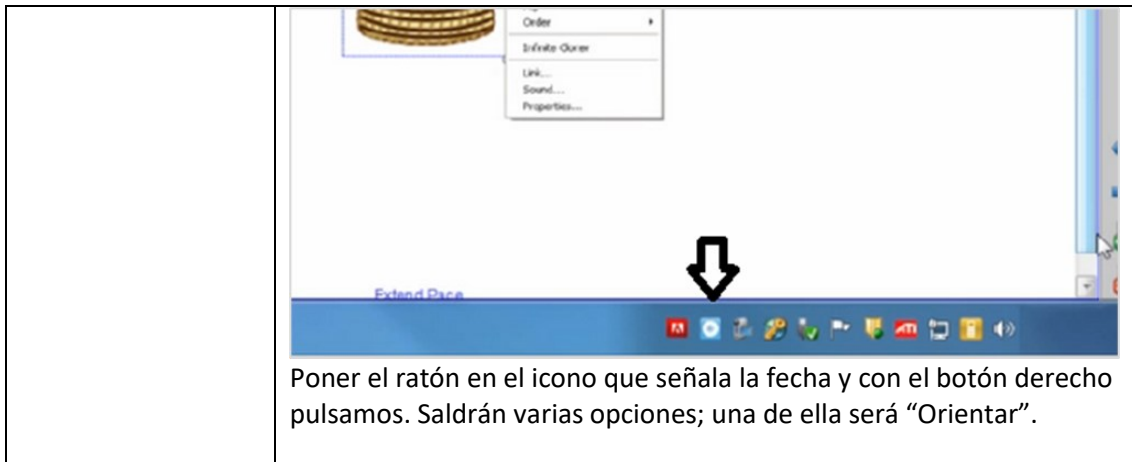 Order
Infinite Cloner
Link...
Sound...
Properties...
Extend Page
ATI
Poner el ratón en el icono que señala la fecha y con el botón derecho
pulsamos. Saldrán varias opciones; una de ella será “Orientar”.